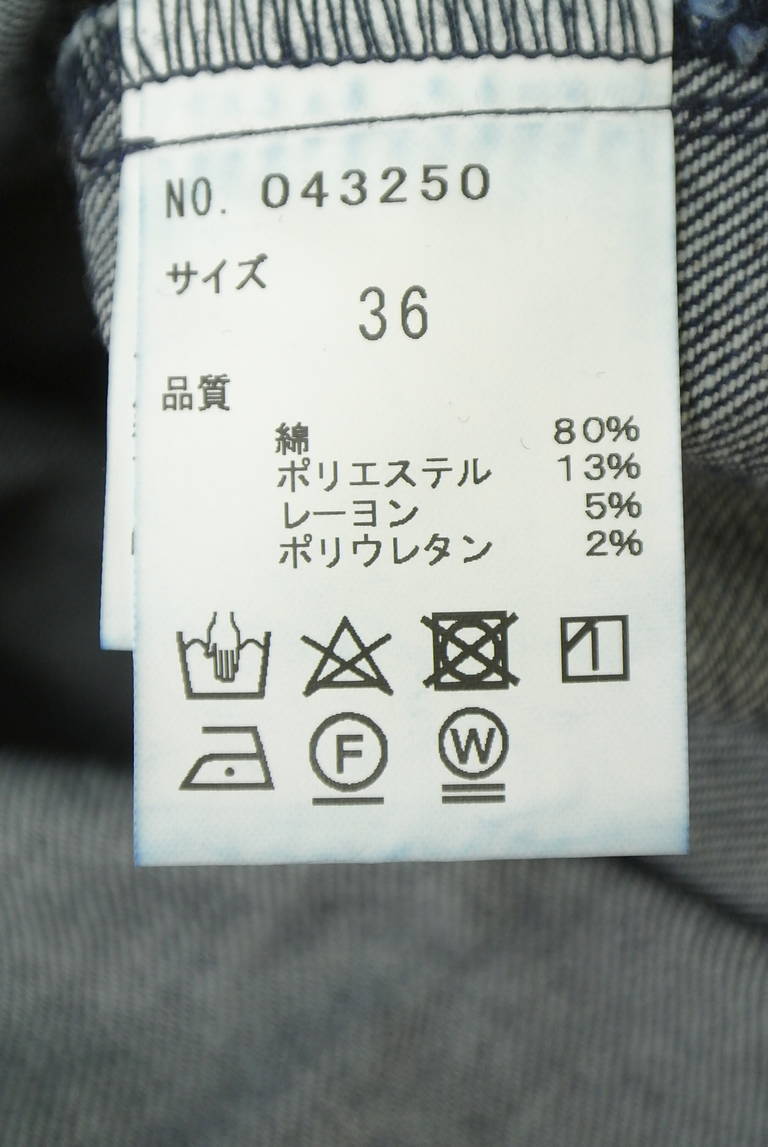 NO. 043250
サイズ
36
品質
綿 80%
ポリエステル 13%
レーヨン 5%
ポリウレタン 2%
F W